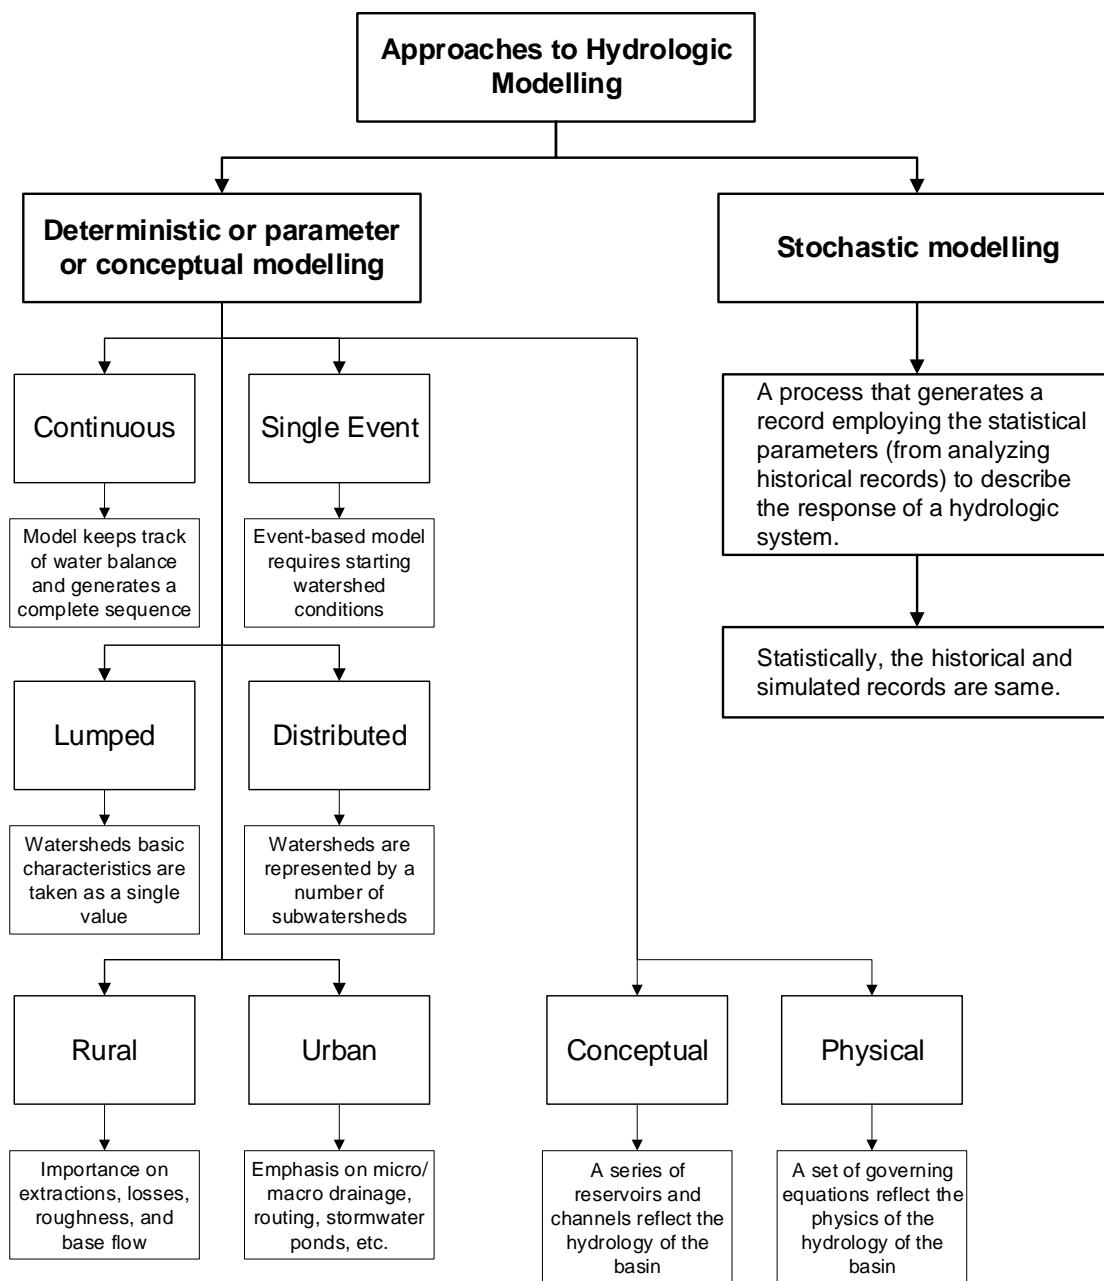 Approaches to Hydrologic
Modelling
Deterministic or parameter
or conceptual modelling
Stochastic modelling
Continuous
Single Event
A process that generates a
record employing the statistical
parameters (from analyzing
historical records) to describe
the response of a hydrologic
system.
Model keeps track
of water balance
and generates a
complete sequence
Event-based model
requires starting
watershed
conditions
Statistically, the historical and
simulated records are same.
Lumped
Distributed
Watersheds basic
characteristics are
taken as a single
value
Watersheds are
represented by a
number of
subwatersheds
Rural
Urban
Conceptual
Physical
Importance on
extractions, losses,
roughness, and
base flow
Emphasis on micro/
macro drainage,
routing, stormwater
ponds, etc.
A series of
reservoirs and
channels reflect the
hydrology of the
basin
A set of governing
equations reflect the
physics of the
hydrology of the
basin